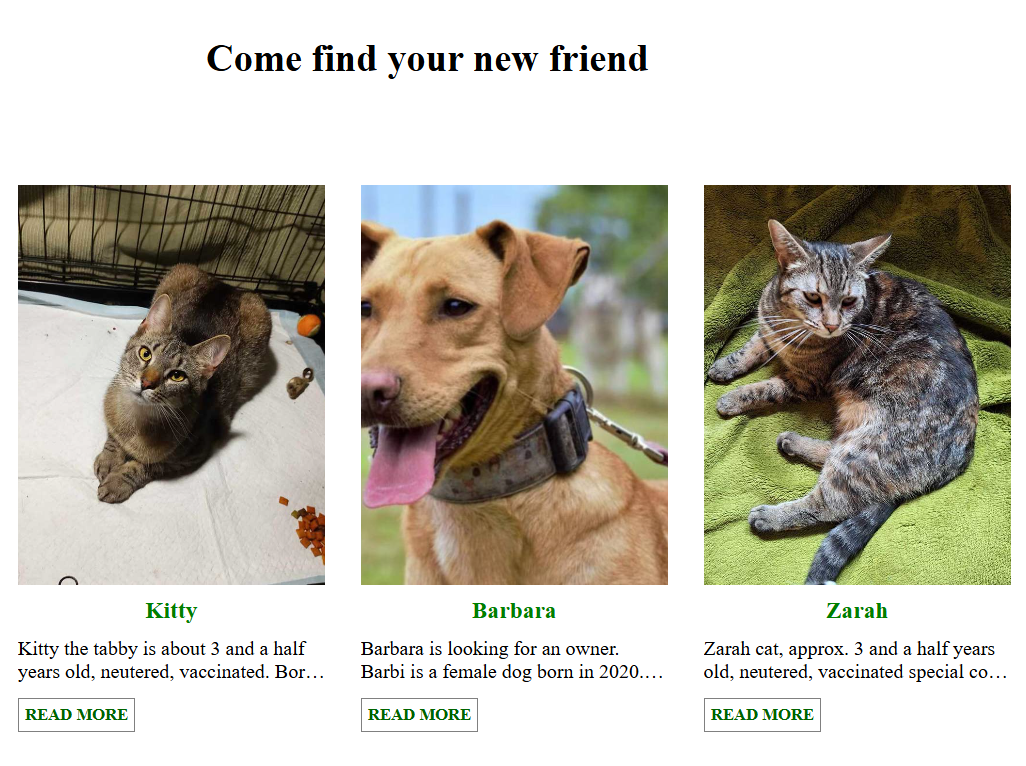 Come find your new friend
Kitty
Kitty the tabby is about 3 and a half
years old, neutered, vaccinated. Bor…
READ MORE
Barbara
Barbara is looking for an owner.
Barbi is a female dog born in 2020.…
READ MORE
Zarah
Zarah cat, approx. 3 and a half years
old, neutered, vaccinated special co…
READ MORE